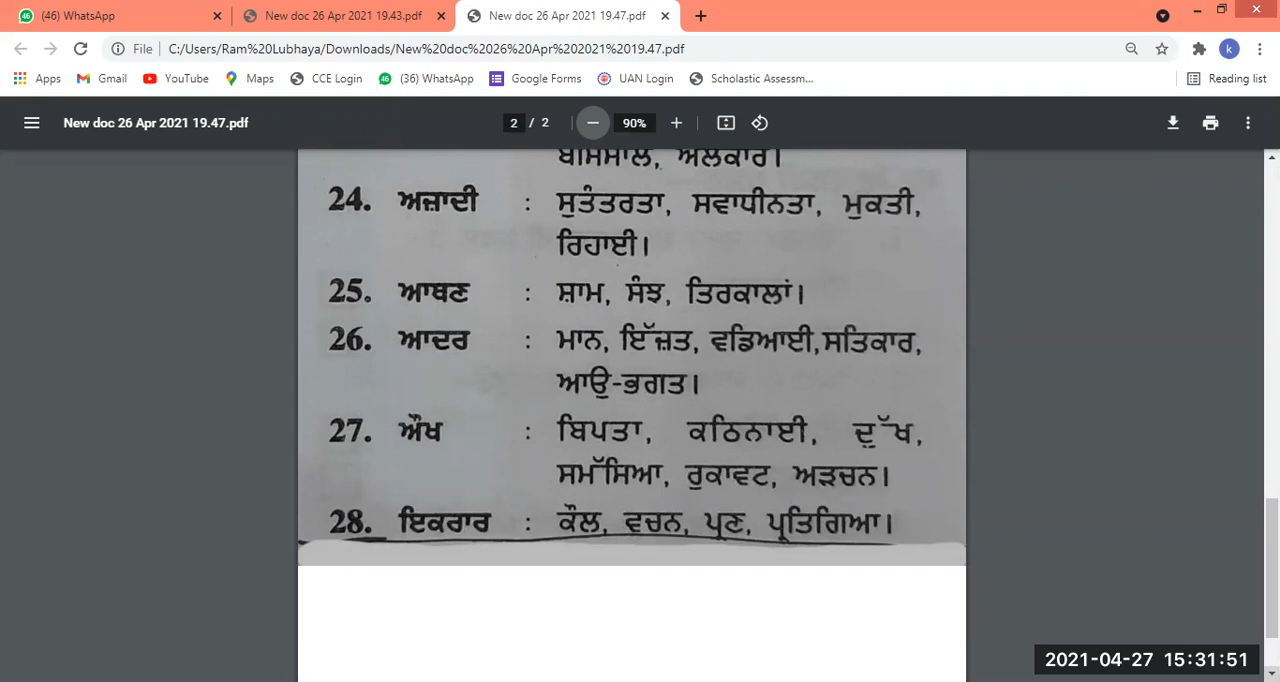 (46) WhatsApp
New doc 26 Apr 2021 19.43.pdf
New doc 26 Apr 2021 19.47.pdf
File C:/Users/Ram%20Lubhaya/Downloads/New%20doc%2026%20Apr%202021%2019.47.pdf
Apps Gmail YouTube Maps CCE Login (36) WhatsApp Google Forms UAN Login Scholastic Assessm... Reading list
New doc 26 Apr 2021 19.47.pdf 2 / 2 90%
ਅਲੰਕਾਰ।
24. ਅਜ਼ਾਦੀ : ਸੁਤੰਤਰਤਾ, ਸਵਾਧੀਨਤਾ, ਮੁਕਤੀ,
ਰਿਹਾਈ।
25. ਆਥਣ : ਸ਼ਾਮ, ਸੰਝ, ਤਿਰਕਾਲਾਂ।
26. ਆਦਰ : ਮਾਨ, ਇੱਜ਼ਤ, ਵਡਿਆਈ,ਸਤਿਕਾਰ,
ਆਉ-ਭਗਤ।
27. ਔਖ : ਬਿਪਤਾ, ਕਠਿਨਾਈ, ਦੁੱਖ,
ਸਮੱਸਿਆ, ਰੁਕਾਵਟ, ਅੜਚਨ।
28. ਇਕਰਾਰ : ਕੌਲ, ਵਚਨ, ਪ੍ਰਣ, ਪ੍ਰਤਿਗਿਆ।
2021-04-27 15:31:51